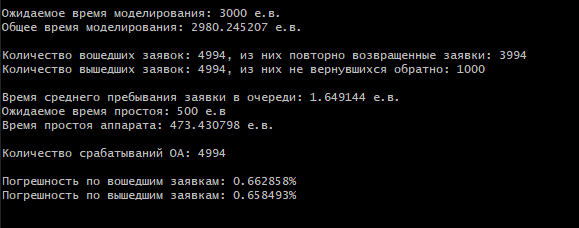 Ожидаемое время моделирования: 3000 е.в.
Общее время моделирования: 2980.245207 е.в.
Количество вошедших заявок: 4994, из них повторно возвращенные заявки: 3994
Количество вышедших заявок: 4994, из них не вернувшихся обратно: 1000
Время среднего пребывания заявки в очереди: 1.649144 е.в.
Ожидаемое время простоя: 500 е.в
Время простоя аппарата: 473.430798 е.в.
Количество срабатываний ОА: 4994
Погрешность по вошедшим заявкам: 0.662858%
Погрешность по вышедшим заявкам: 0.658493%